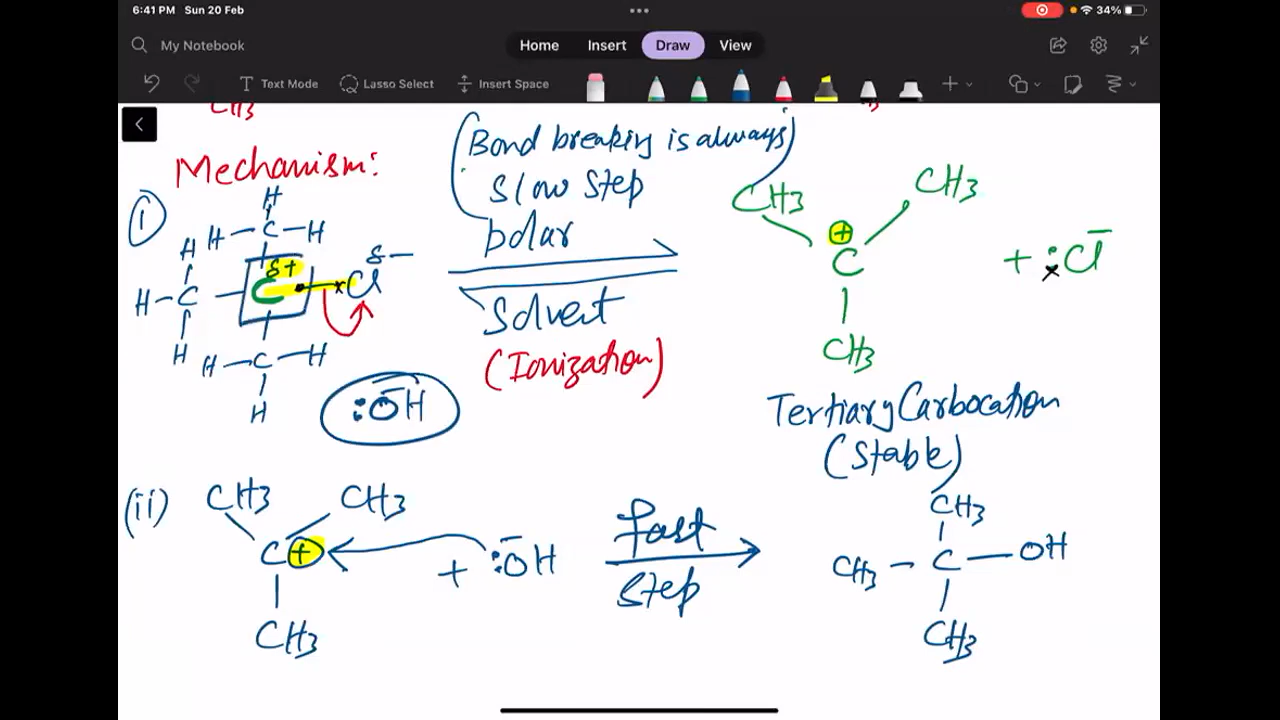 6:41 PM Sun 20 Feb
34%
My Notebook
Home Insert Draw View
Text Mode Lasso Select Insert Space
CH3
Mechanism:
(Bond breaking is always)
slow step
(i)
polar
Solvent
(Ionization)
H
H-C-H
H
H-C
H
δ+
C
Cl
δ-
H-C-H
H
:ŌH
CH3
CH3
+
C
CH3
+ :Cl-
Tertiary Carbocation
(Stable)
(ii)
CH3 CH3
C+
CH3
+ :ŌH
fast
step
CH3
CH3 - C - OH
CH3